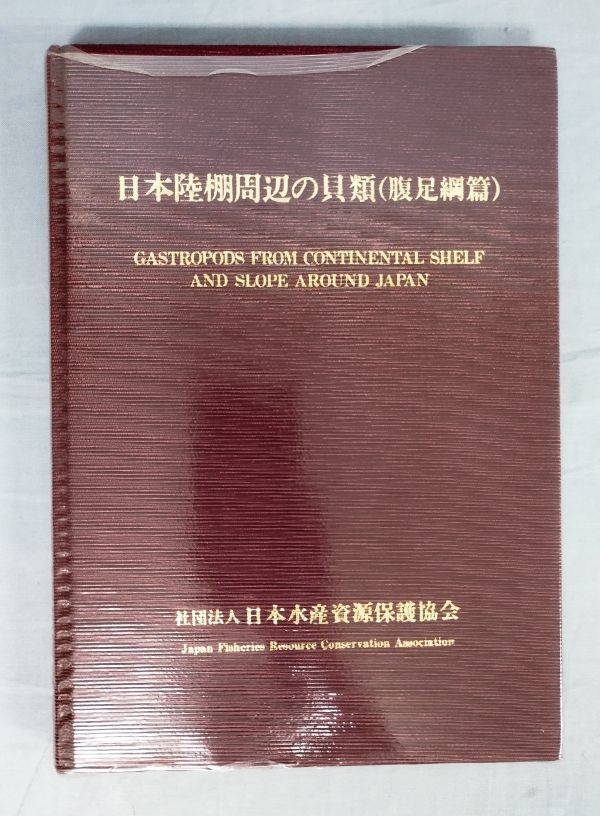 日本陸棚周辺の貝類(腹足綱篇)
GASTROPODS FROM CONTINENTAL SHELF
AND SLOPE AROUND JAPAN
社団法人日本水産資源保護協会
Japan Fisheries Resource Conservation Association